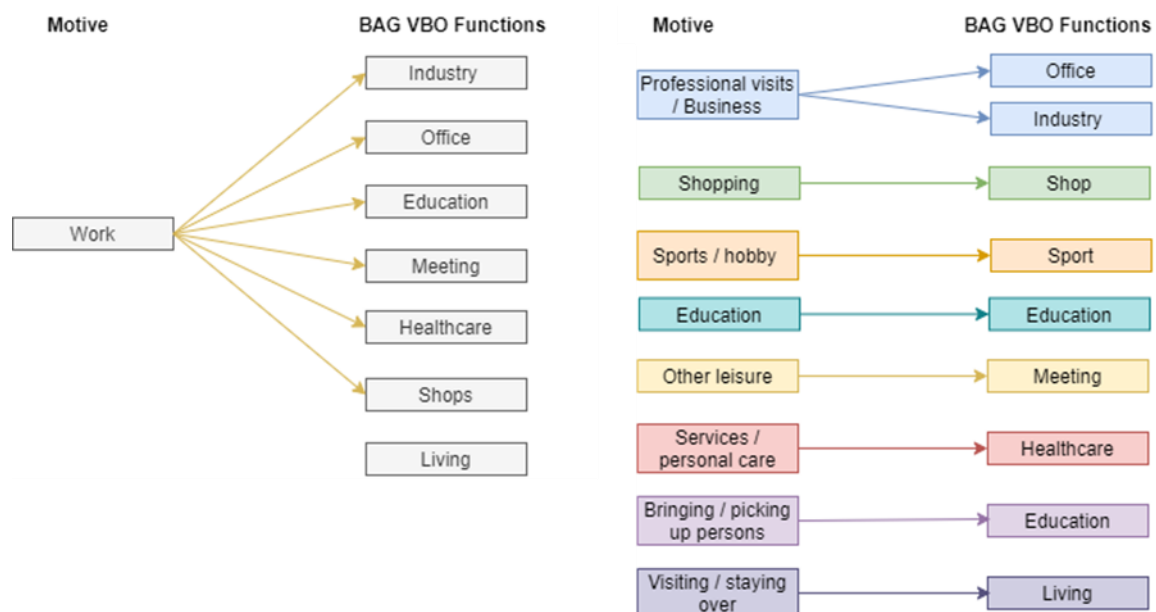 Motive
BAG VBO Functions
Industry
Office
Education
Work
Meeting
Healthcare
Shops
Living
Motive
BAG VBO Functions
Professional visits
/ Business
Office
Industry
Shopping
Shop
Sports / hobby
Sport
Education
Education
Other leisure
Meeting
Services /
personal care
Healthcare
Bringing / picking
up persons
Education
Visiting / staying
over
Living